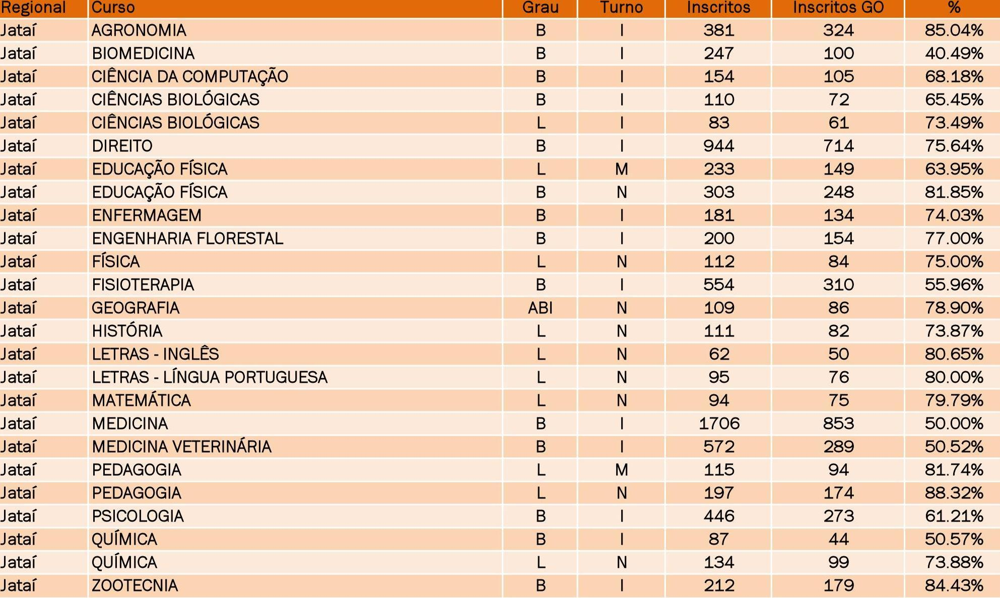 Regional Curso Grau Turno Inscritos Inscritos GO %
Jataí AGRONOMIA B I 381 324 85.04%
Jataí BIOMEDICINA B I 247 100 40.49%
Jataí CIÊNCIA DA COMPUTAÇÃO B I 154 105 68.18%
Jataí CIÊNCIAS BIOLÓGICAS B I 110 72 65.45%
Jataí CIÊNCIAS BIOLÓGICAS L I 83 61 73.49%
Jataí DIREITO B I 944 714 75.64%
Jataí EDUCAÇÃO FÍSICA L M 233 149 63.95%
Jataí EDUCAÇÃO FÍSICA B N 303 248 81.85%
Jataí ENFERMAGEM B I 181 134 74.03%
Jataí ENGENHARIA FLORESTAL B I 200 154 77.00%
Jataí FÍSICA L N 112 84 75.00%
Jataí FISIOTERAPIA B I 554 310 55.96%
Jataí GEOGRAFIA ABI N 109 86 78.90%
Jataí HISTÓRIA L N 111 82 73.87%
Jataí LETRAS - INGLÊS L N 62 50 80.65%
Jataí LETRAS - LÍNGUA PORTUGUESA L N 95 76 80.00%
Jataí MATEMÁTICA L N 94 75 79.79%
Jataí MEDICINA B I 1706 853 50.00%
Jataí MEDICINA VETERINÁRIA B I 572 289 50.52%
Jataí PEDAGOGIA L M 115 94 81.74%
Jataí PEDAGOGIA L N 197 174 88.32%
Jataí PSICOLOGIA B I 446 273 61.21%
Jataí QUÍMICA B I 87 44 50.57%
Jataí QUÍMICA L N 134 99 73.88%
Jataí ZOOTECNIA B I 212 179 84.43%